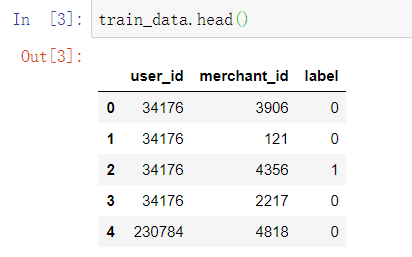 In [3]: train_data.head()
Out[3]:
user_id merchant_id label
0 34176 3906 0
1 34176 121 0
2 34176 4356 1
3 34176 2217 0
4 230784 4818 0